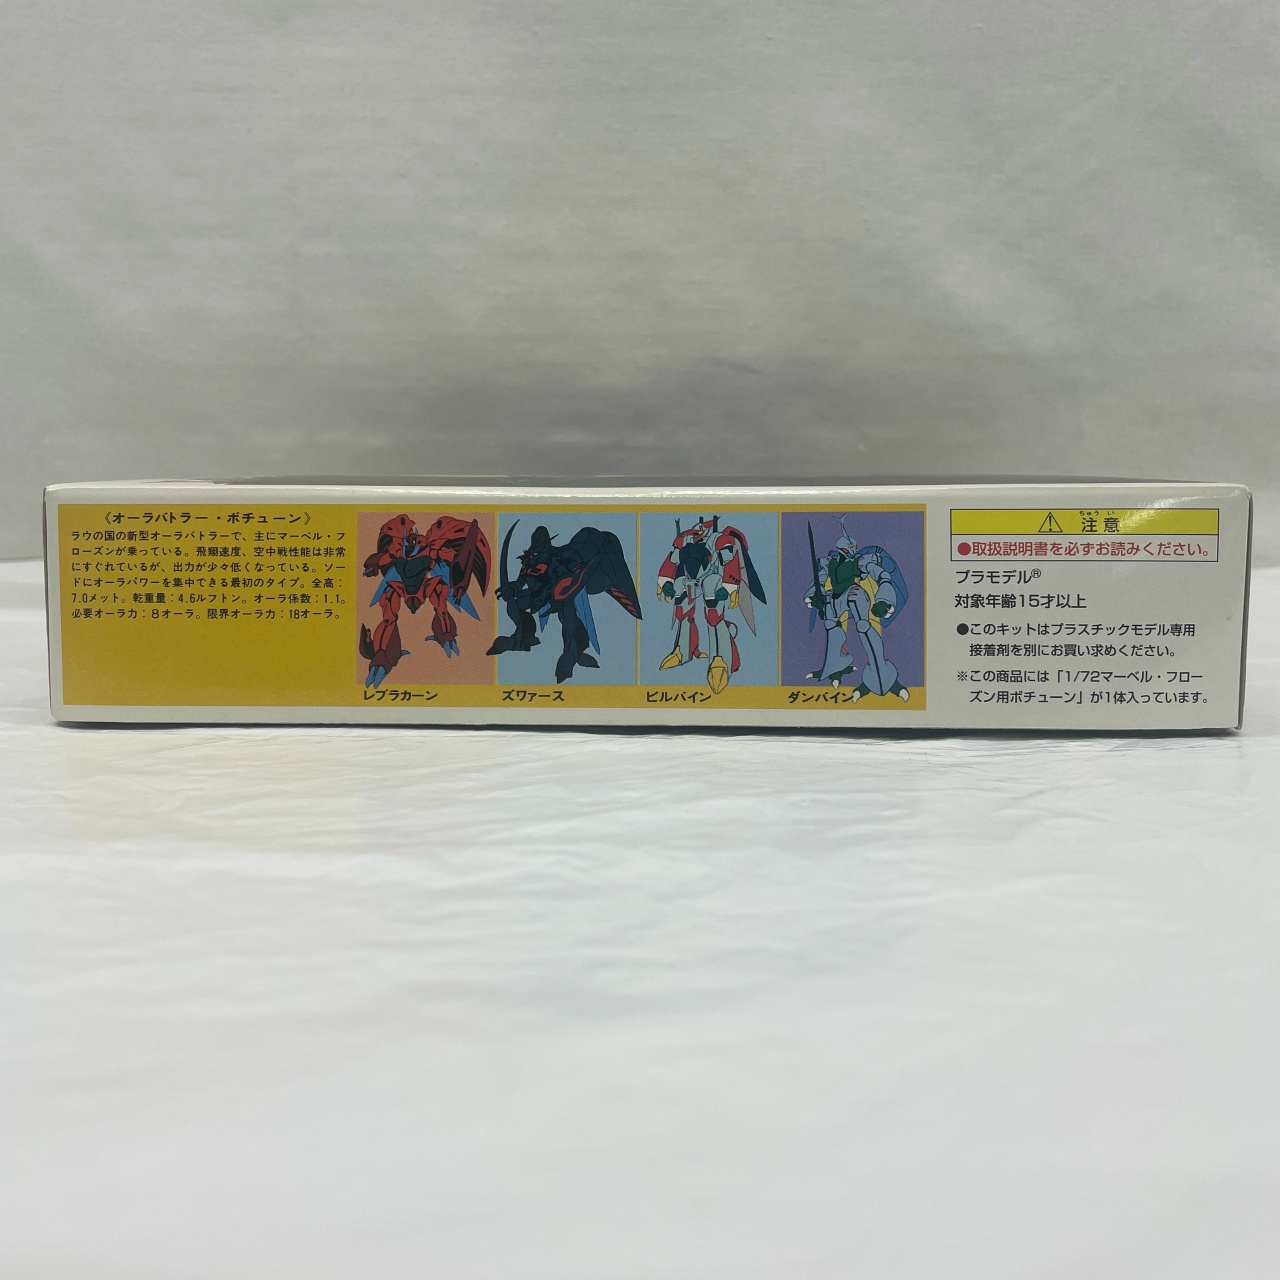 《オーラバトラー・ボチューン》
ラウの国の新型オーラバトラーで、主にマーベル・フ
ローズンが乗っている。飛翔速度、空中戦性能は非常
にすぐれているが、出力が少々低くなっている。ソー
ドにオーラパワーを集中できる最初のタイプ。全高：
7.0メット。乾重量：4.6ルフトン。オーラ係数：1.1。
必要オーラ力：8オーラ。限界オーラ力：18オーラ。
レプラカーン
ズワァース
ビルバイン
ダンバイン
ちゅうい
注意
●取扱説明書を必ずお読みください。
プラモデル®
対象年齢15才以上
●このキットはプラスチックモデル専用
接着剤を別にお買い求めください。
※この商品には「1/72マーベル・フロー
ズン用ボチューン」が1体入っています。